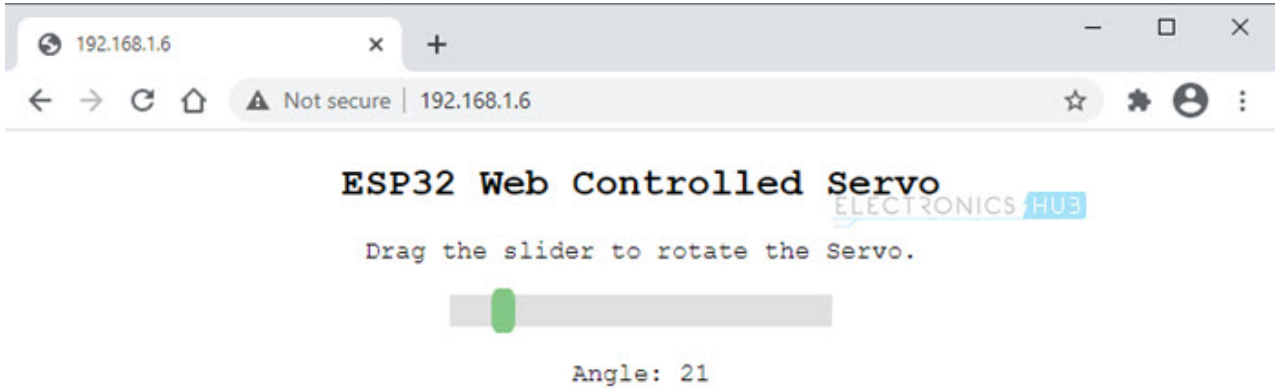 192.168.1.6
Not secure | 192.168.1.6
ESP32 Web Controlled Servo
ELECTRONICS HUB
Drag the slider to rotate the Servo.
Angle: 21